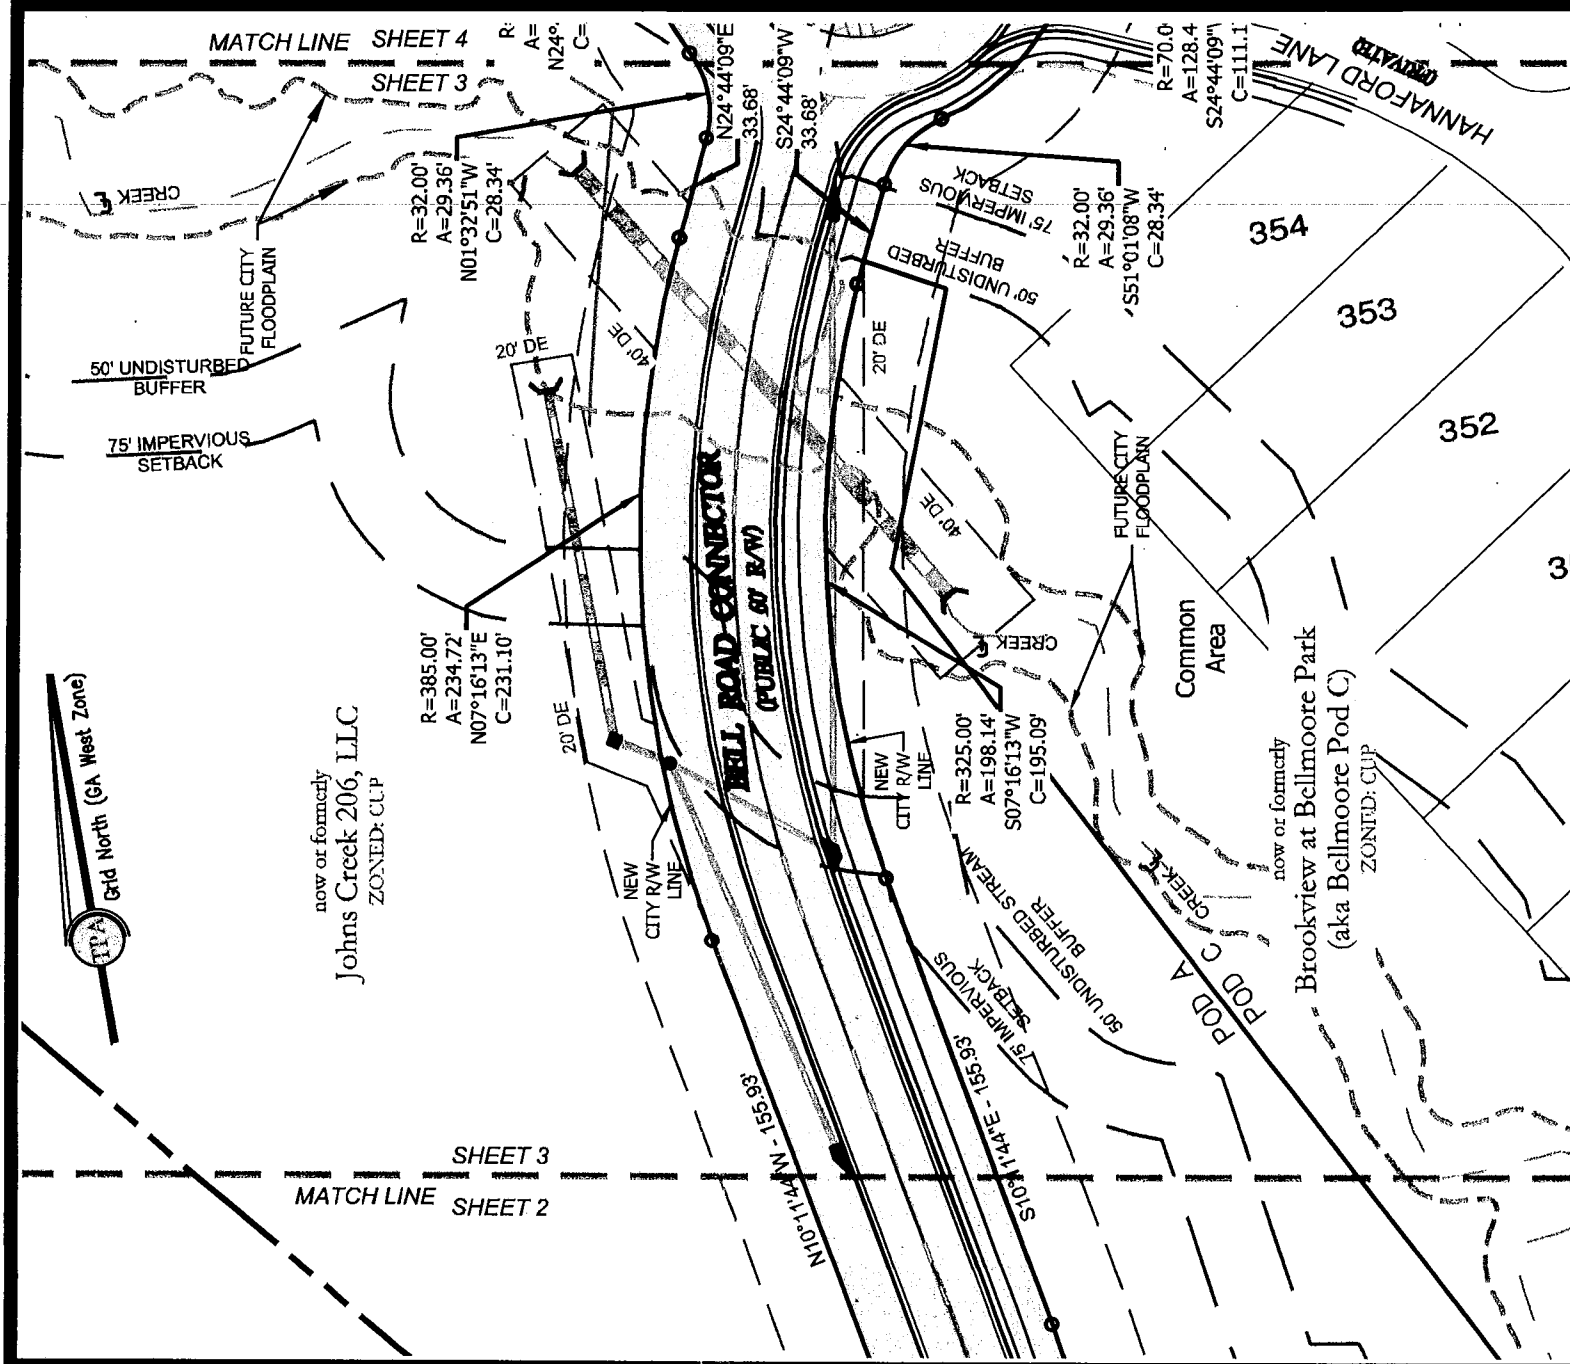 MATCH LINE SHEET 4
SHEET 3
R:
A=
N24°
C=
R=32.00'
A=29.36'
N01°32'51"W
C=28.34'
N24°44'09"E
33.68'
S24°44'09"W
33.68'
R=70.0
A=128.4
S24°44'09"
C=111.1
HANNAFORD LANE
(PRIVATE)
CREEK
FUTURE CITY
FLOODPLAIN
50' UNDISTURBED
BUFFER
75' IMPERVIOUS
SETBACK
20' DE
40' DE
75' IMPERVIOUS
SETBACK
50' UNDISTURBED
BUFFER
R=32.00'
A=29.36'
S51°01'08"W
C=28.34'
354
353
352
3
20' DE
40' DE
FUTURE CITY
FLOODPLAIN
R=385.00'
A=234.72'
N07°16'13"E
C=231.10'
BELL ROAD CONNECTOR
(PUBLIC 60' R/W)
CREEK
Common
Area
Grid North (GA West Zone)
TPA
now or formerly
Johns Creek 206, LLC
ZONED: CUP
20' DE
NEW
CITY R/W
LINE
NEW
CITY R/W
LINE
R=325.00'
A=198.14'
S07°16'13"W
C=195.09'
50' UNDISTURBED STREAM
BUFFER
75' IMPERVIOUS
SETBACK
CREEK
POD A
POD C
now or formerly
Brookview at Bellmoore Park
(aka Bellmoore Pod C)
ZONED: CUP
N10°11'44"W - 155.93'
S10°11'44"E - 155.93'
SHEET 3
MATCH LINE SHEET 2